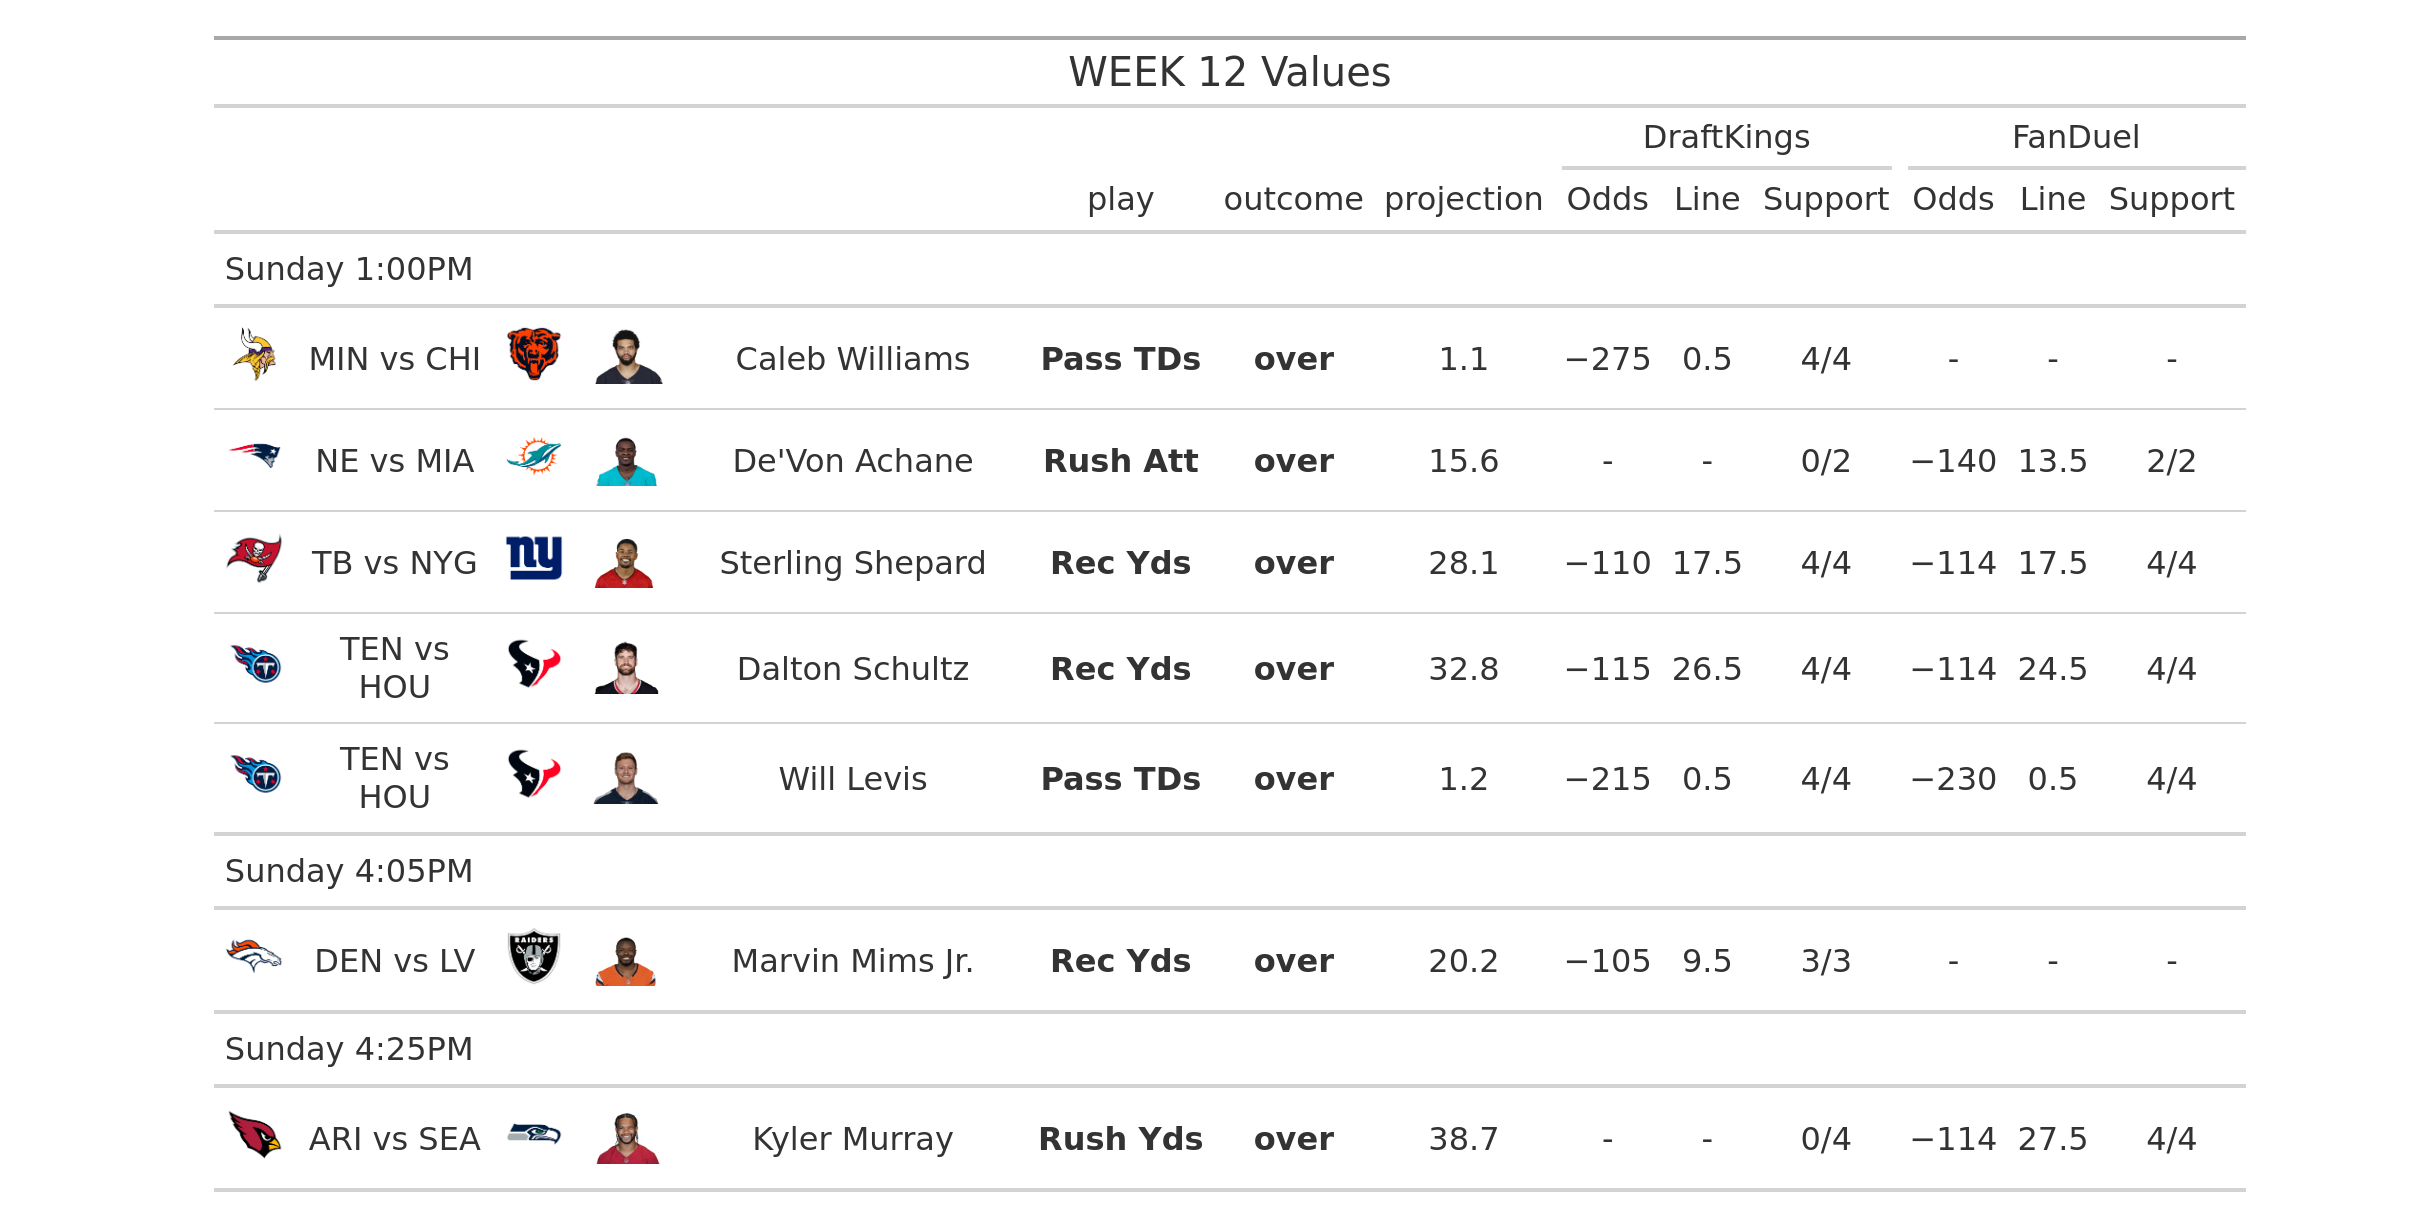 WEEK 12 Values
DraftKings FanDuel
play outcome projection Odds Line Support Odds Line Support
Sunday 1:00PM
MIN vs CHI Caleb Williams Pass TDs over 1.1 −275 0.5 4/4 - - -
NE vs MIA De'Von Achane Rush Att over 15.6 - - 0/2 −140 13.5 2/2
TB vs NYG ny Sterling Shepard Rec Yds over 28.1 −110 17.5 4/4 −114 17.5 4/4
TEN vs
HOU
Dalton Schultz Rec Yds over 32.8 −115 26.5 4/4 −114 24.5 4/4
TEN vs
HOU
Will Levis Pass TDs over 1.2 −215 0.5 4/4 −230 0.5 4/4
Sunday 4:05PM
DEN vs LV RAIDERS Marvin Mims Jr. Rec Yds over 20.2 −105 9.5 3/3 - - -
Sunday 4:25PM
ARI vs SEA Kyler Murray Rush Yds over 38.7 - - 0/4 −114 27.5 4/4